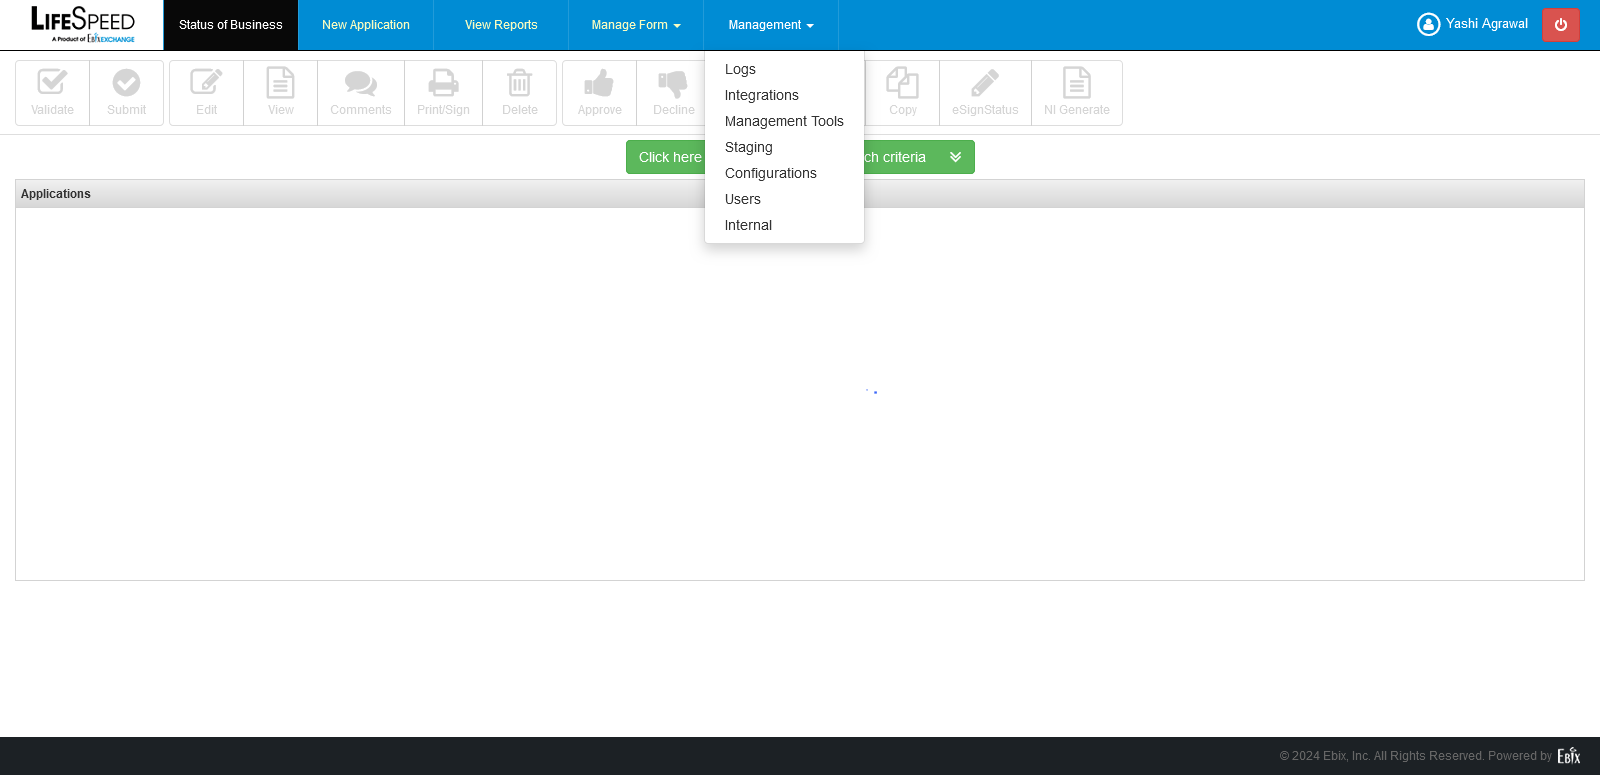 LIFESPEED
A Product of EbixEXCHANGE
Status of Business
New Application
View Reports
Manage Form
Management
Yashi Agrawal
Validate
Submit
Edit
View
Comments
Print/Sign
Delete
Approve
Decline
Copy
eSignStatus
NI Generate
Logs
Integrations
Management Tools
Staging
Configurations
Users
Internal
Click here
ch criteria
Applications
© 2024 Ebix, Inc. All Rights Reserved. Powered by EBIX